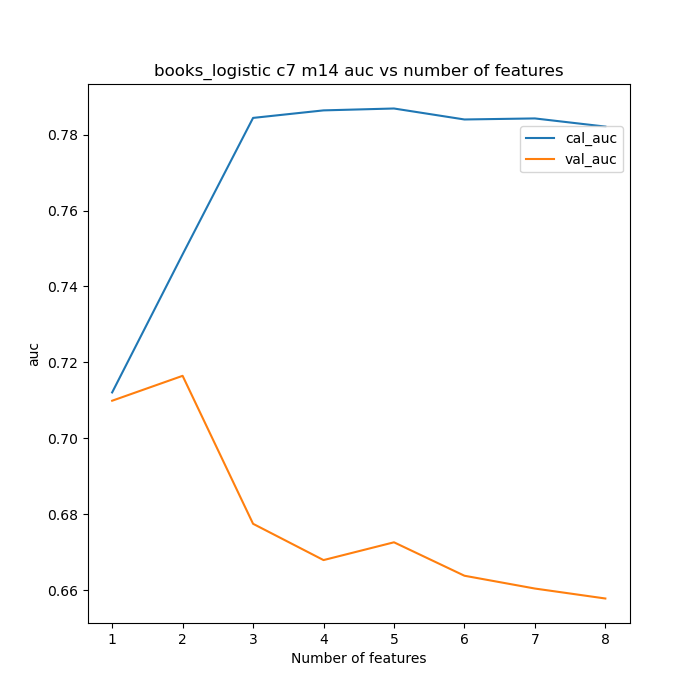 books_logistic c7 m14 auc vs number of features
auc
0.78
0.76
0.74
0.72
0.70
0.68
0.66
cal_auc
val_auc
1 2 3 4 5 6 7 8
Number of features